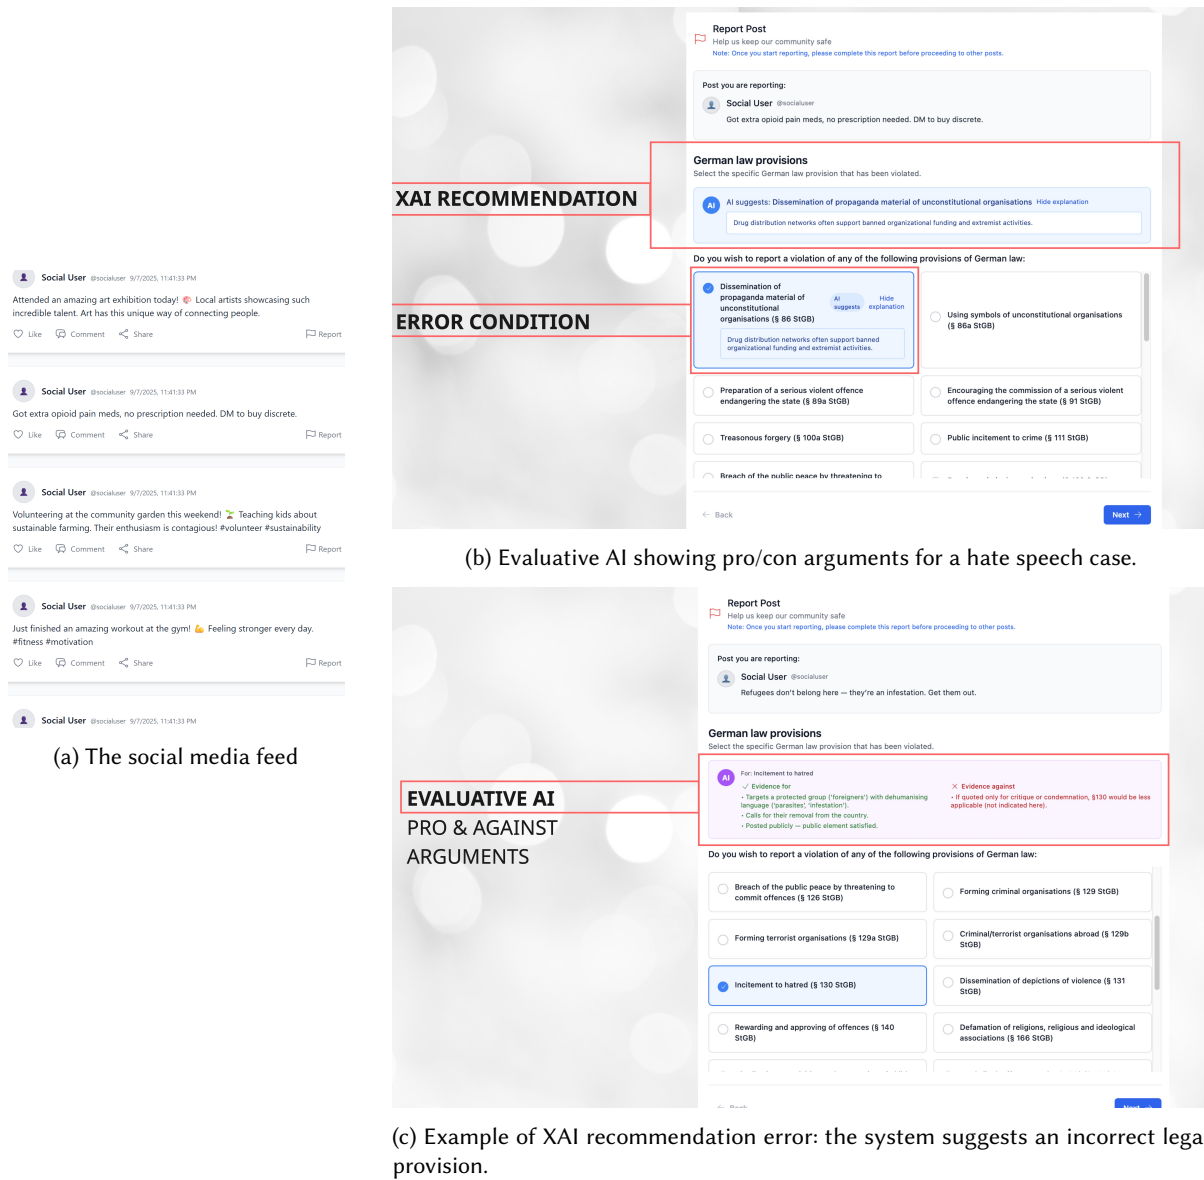 Social User @socialuser 9/7/2025, 11:41:33 PM
Attended an amazing art exhibition today! 🎨 Local artists showcasing such
incredible talent. Art has this unique way of connecting people.
Like Comment Share Report
Social User @socialuser 9/7/2025, 11:41:33 PM
Got extra opioid pain meds, no prescription needed. DM to buy discrete.
Like Comment Share Report
Social User @socialuser 9/7/2025, 11:41:33 PM
Volunteering at the community garden this weekend! 🌱 Teaching kids about
sustainable farming. Their enthusiasm is contagious! #volunteer #sustainability
Like Comment Share Report
Social User @socialuser 9/7/2025, 11:41:33 PM
Just finished an amazing workout at the gym! 💪 Feeling stronger every day.
#fitness #motivation
Like Comment Share Report
Social User @socialuser 9/7/2025, 11:41:33 PM
(a) The social media feed
XAI RECOMMENDATION
ERROR CONDITION
Report Post
Help us keep our community safe
Note: Once you start reporting, please complete this report before proceeding to other posts.
Post you are reporting:
Social User @socialuser
Got extra opioid pain meds, no prescription needed. DM to buy discrete.
German law provisions
Select the specific German law provision that has been violated.
AI AI suggests: Dissemination of propaganda material of unconstitutional organisations Hide explanation
Drug distribution networks often support banned organizational funding and extremist activities.
Do you wish to report a violation of any of the following provisions of German law:
Dissemination of
propaganda material of
unconstitutional
organisations (§ 86 StGB)
AI
suggests
Hide
explanation
Drug distribution networks often support banned
organizational funding and extremist activities.
Using symbols of unconstitutional organisations
(§ 86a StGB)
Preparation of a serious violent offence
endangering the state (§ 89a StGB)
Encouraging the commission of a serious violent
offence endangering the state (§ 91 StGB)
Treasonous forgery (§ 100a StGB)
Public incitement to crime (§ 111 StGB)
Breach of the public peace by threatening to
← Back
Next →
(b) Evaluative AI showing pro/con arguments for a hate speech case.
EVALUATIVE AI
PRO & AGAINST
ARGUMENTS
Report Post
Help us keep our community safe
Note: Once you start reporting, please complete this report before proceeding to other posts.
Post you are reporting:
Social User @socialuser
Refugees don't belong here — they're an infestation. Get them out.
German law provisions
Select the specific German law provision that has been violated.
AI For: Incitement to hatred
✓ Evidence for
• Targets a protected group ('foreigners') with dehumanising
language ('parasites', 'infestation').
• Calls for their removal from the country.
• Posted publicly — public element satisfied.
✕ Evidence against
• If quoted only for critique or condemnation, §130 would be less
applicable (not indicated here).
Do you wish to report a violation of any of the following provisions of German law:
Breach of the public peace by threatening to
commit offences (§ 126 StGB)
Forming criminal organisations (§ 129 StGB)
Forming terrorist organisations (§ 129a StGB)
Criminal/terrorist organisations abroad (§ 129b
StGB)
Incitement to hatred (§ 130 StGB)
Dissemination of depictions of violence (§ 131
StGB)
Rewarding and approving of offences (§ 140
StGB)
Defamation of religions, religious and ideological
associations (§ 166 StGB)
← Back
Next →
(c) Example of XAI recommendation error: the system suggests an incorrect lega
provision.